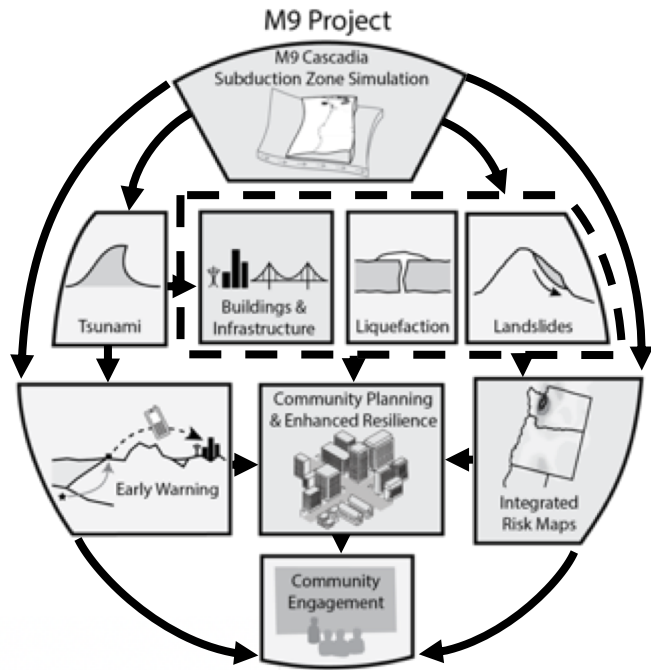 M9 Project
M9 Cascadia
Subduction Zone Simulation
Tsunami
Buildings &
Infrastructure
Liquefaction
Landslides
Early Warning
Community Planning
& Enhanced Resilience
Integrated
Risk Maps
Community
Engagement